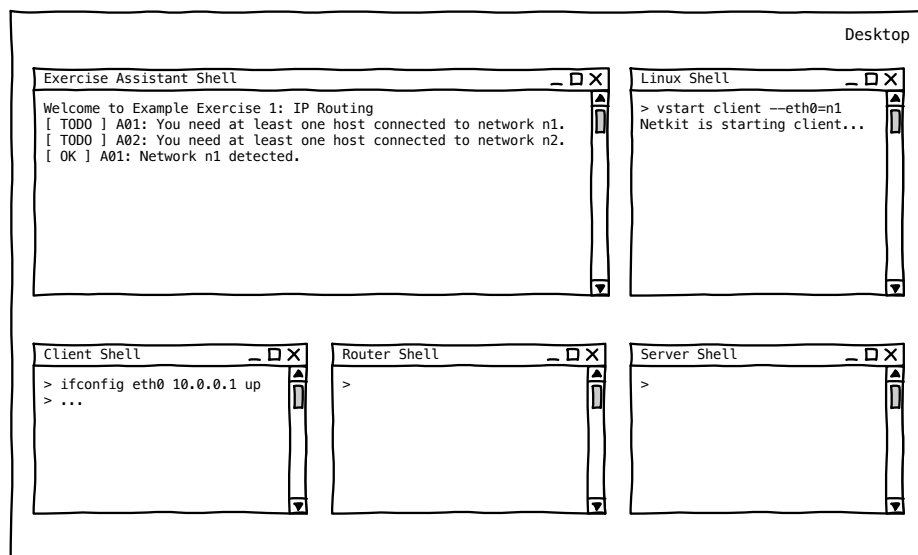 Desktop
Exercise Assistant Shell
Welcome to Example Exercise 1: IP Routing
[ TODO ] A01: You need at least one host connected to network n1.
[ TODO ] A02: You need at least one host connected to network n2.
[ OK ] A01: Network n1 detected.
Linux Shell
> vstart client --eth0=n1
Netkit is starting client...
Client Shell
> ifconfig eth0 10.0.0.1 up
> ...
Router Shell
>
Server Shell
>